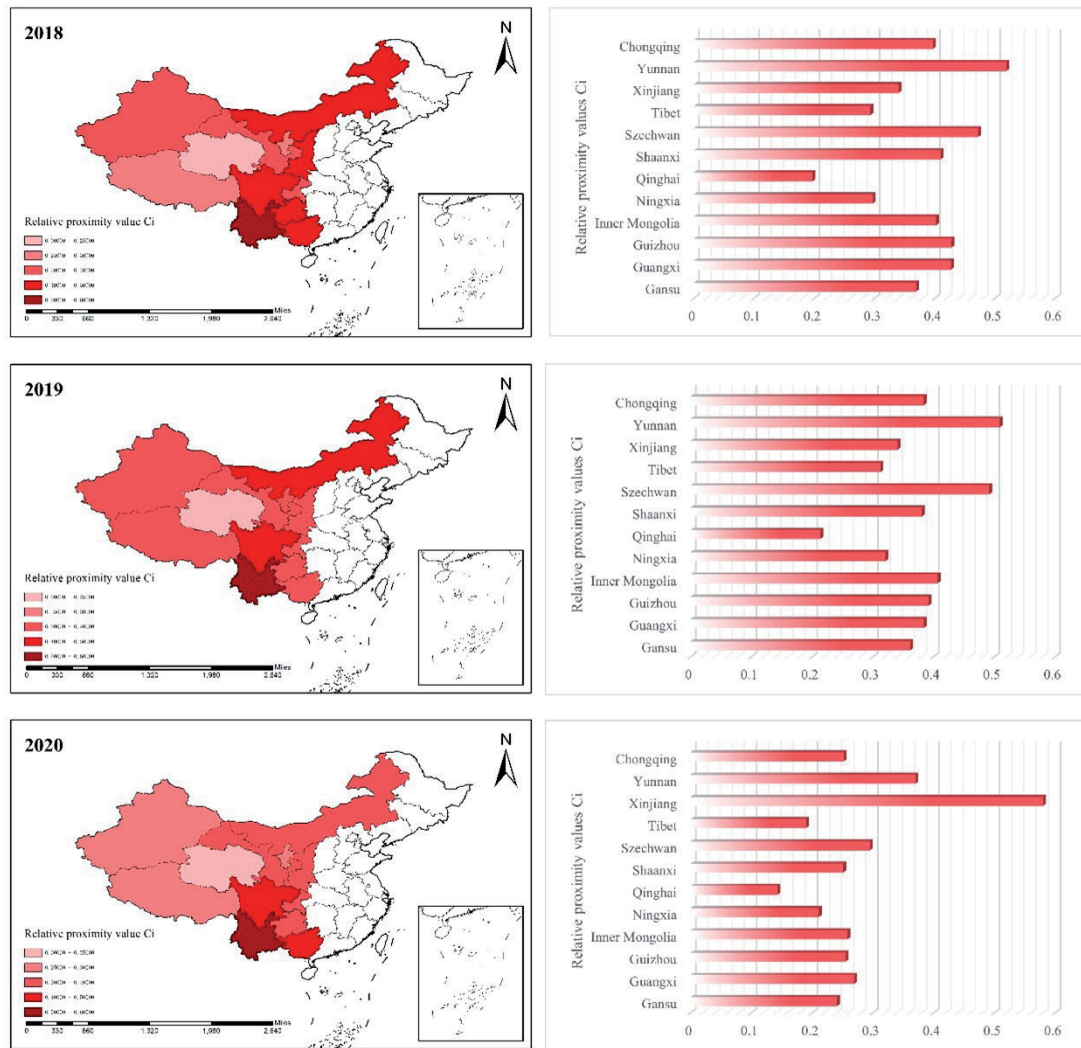 2018
N
Relative proximity value Ci
Miles
0 330 660 1,320 1,980 2,640
Relative proximity values Ci
Chongqing
Yunnan
Xinjiang
Tibet
Szechwan
Shaanxi
Qinghai
Ningxia
Inner Mongolia
Guizhou
Guangxi
Gansu
0 0.1 0.2 0.3 0.4 0.5 0.6
2019
N
Relative proximity value Ci
Miles
0 330 660 1,320 1,980 2,640
Relative proximity values Ci
Chongqing
Yunnan
Xinjiang
Tibet
Szechwan
Shaanxi
Qinghai
Ningxia
Inner Mongolia
Guizhou
Guangxi
Gansu
0 0.1 0.2 0.3 0.4 0.5 0.6
2020
N
Relative proximity value Ci
Miles
0 330 660 1,320 1,980 2,640
Relative proximity values Ci
Chongqing
Yunnan
Xinjiang
Tibet
Szechwan
Shaanxi
Qinghai
Ningxia
Inner Mongolia
Guizhou
Guangxi
Gansu
0 0.1 0.2 0.3 0.4 0.5 0.6